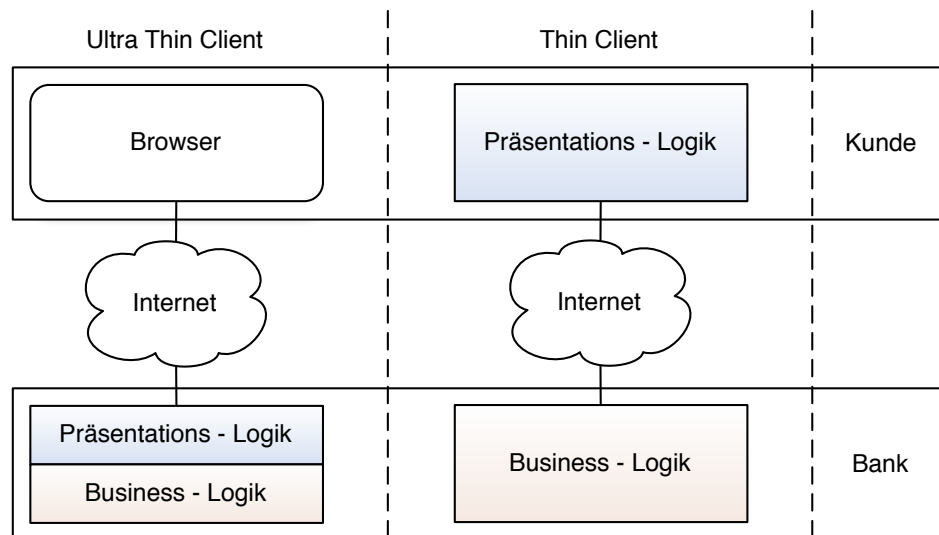 Ultra Thin Client
Thin Client
Browser
Präsentations - Logik
Kunde
Internet
Internet
Präsentations - Logik
Business - Logik
Business - Logik
Bank